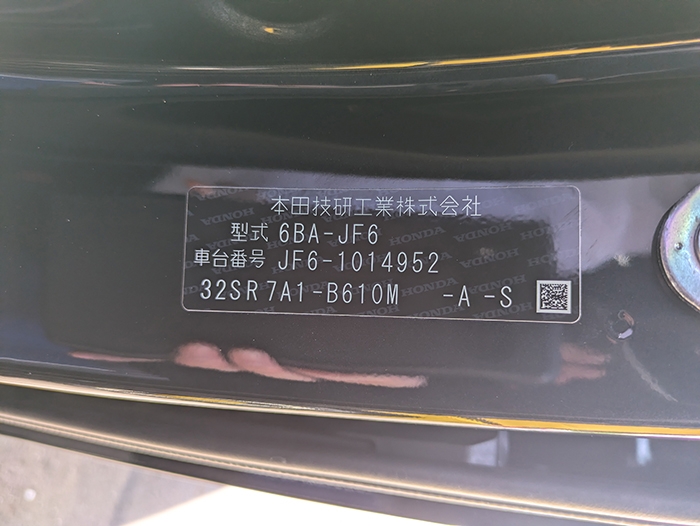 本田技研工業株式会社
型式 6BA-JF6
車台番号 JF6-1014952
32SR7A1-B610M -A -S